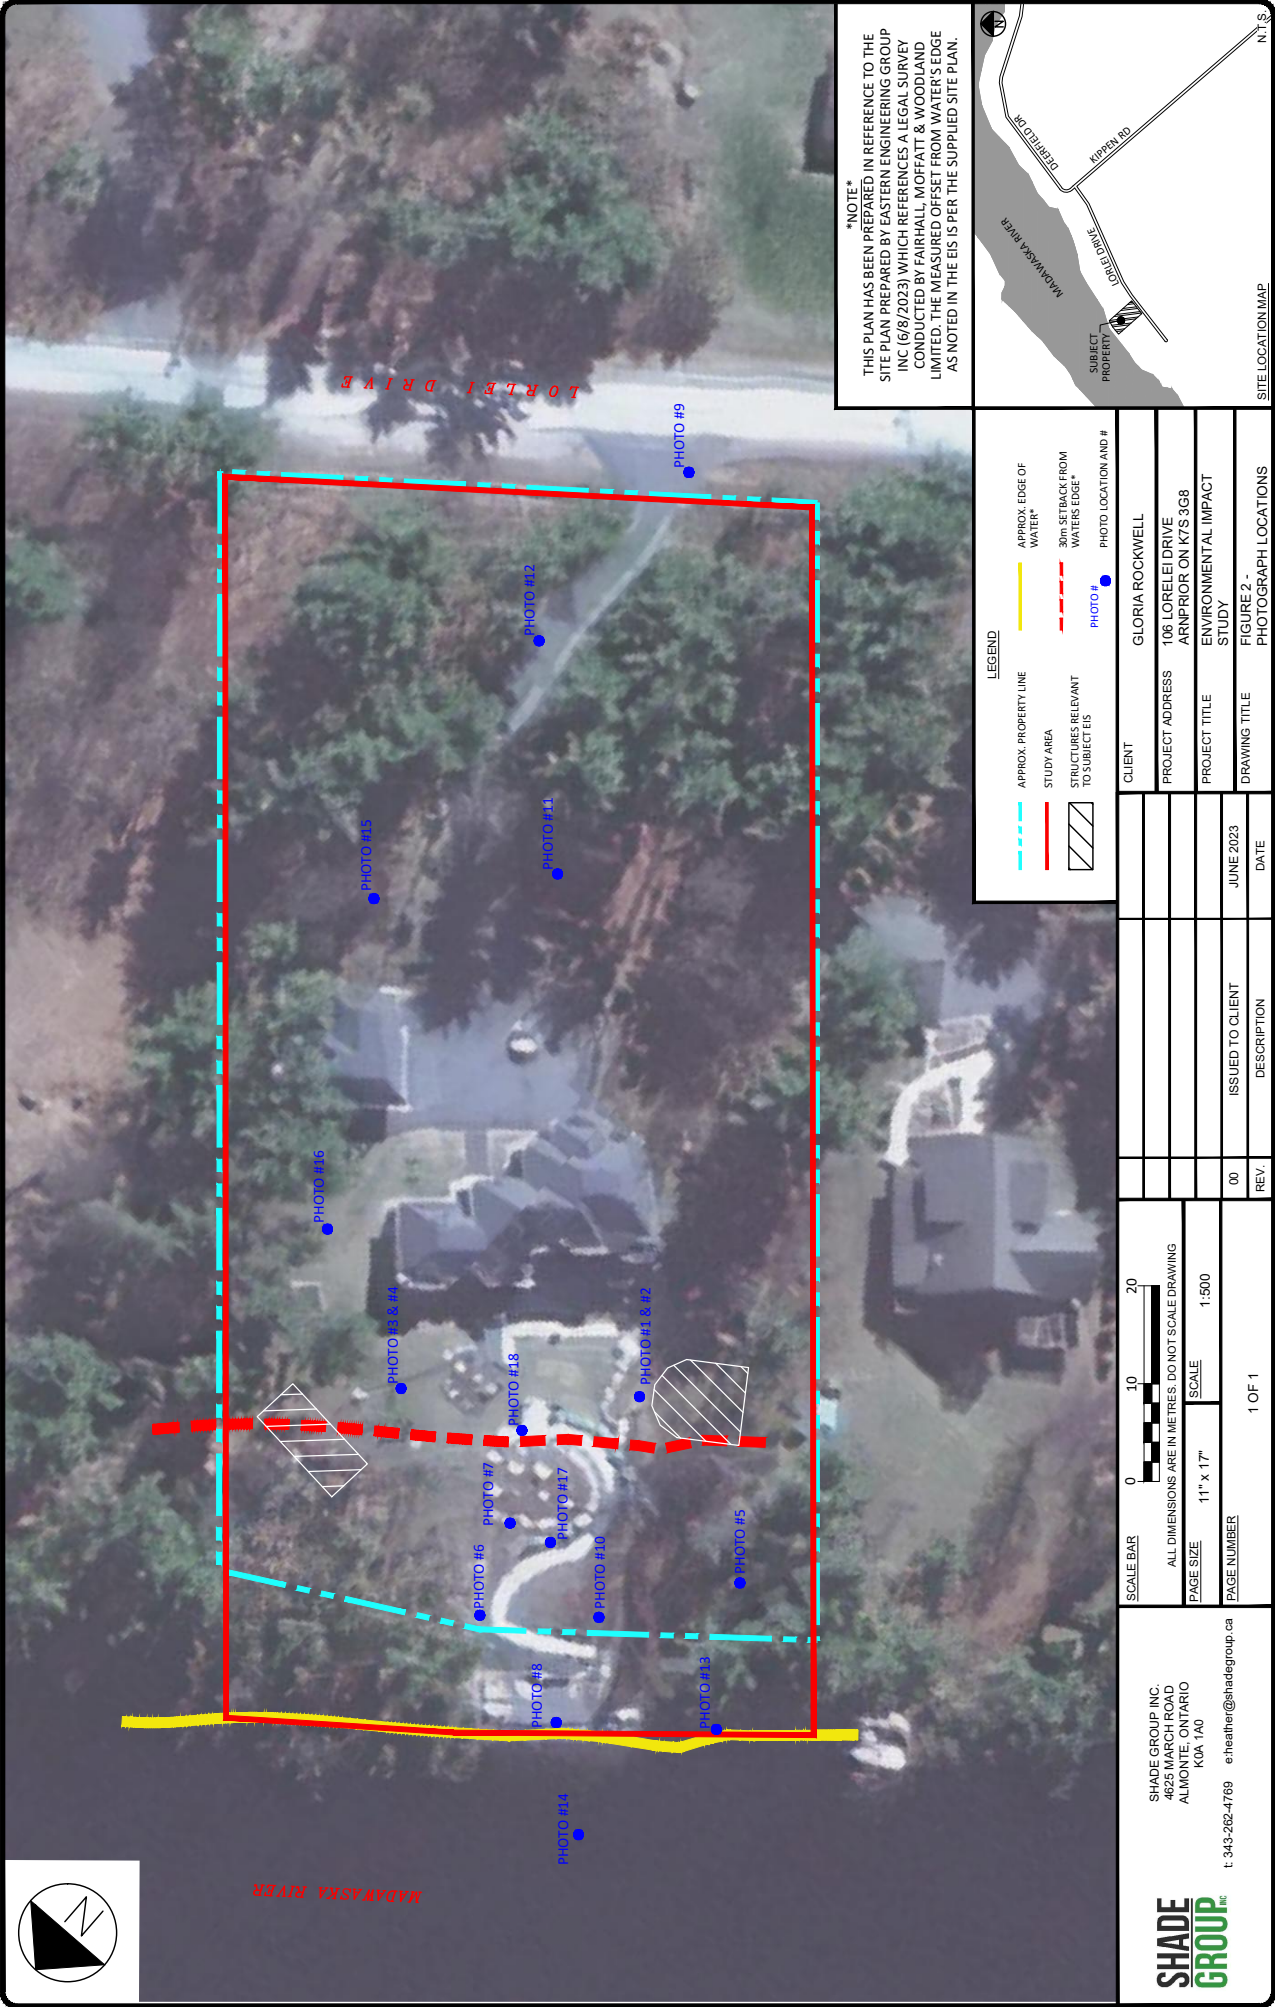 MADAWASKA RIVER
LORLEI DRIVE
PHOTO #14
PHOTO #8
PHOTO #13
PHOTO #6
PHOTO #10
PHOTO #5
PHOTO #7
PHOTO #17
PHOTO #18
PHOTO #3 & #4
PHOTO #1 & #2
PHOTO #16
PHOTO #15
PHOTO #11
PHOTO #12
PHOTO #9
N
*NOTE*
THIS PLAN HAS BEEN PREPARED IN REFERENCE TO THE
SITE PLAN PREPARED BY EASTERN ENGINEERING GROUP
INC (6/8/2023) WHICH REFERENCES A LEGAL SURVEY
CONDUCTED BY FAIRHALL, MOFFATT & WOODLAND
LIMITED. THE MEASURED OFFSET FROM WATER'S EDGE
AS NOTED IN THE EIS IS PER THE SUPPLIED SITE PLAN.
N
DEERFIELD DR
KIPPEN RD
MADAWASKA RIVER
LORLEI DRIVE
SUBJECT
PROPERTY
SITE LOCATION MAP
N.T.S.
LEGEND
APPROX. PROPERTY LINE
STUDY AREA
STRUCTURES RELEVANT
TO SUBJECT EIS
APPROX. EDGE OF
WATER*
30m SETBACK FROM
WATERS EDGE*
PHOTO #
PHOTO LOCATION AND #
SHADE
GROUP INC
SHADE GROUP INC.
4625 MARCH ROAD
ALMONTE, ONTARIO
K0A 1A0
t: 343-262-4769 e:heather@shadegroup.ca
SCALE BAR
0 10 20
ALL DIMENSIONS ARE IN METRES. DO NOT SCALE DRAWING
PAGE SIZE
11" x 17"
SCALE
1:500
PAGE NUMBER
1 OF 1
00 ISSUED TO CLIENT JUNE 2023
REV. DESCRIPTION DATE
CLIENT
GLORIA ROCKWELL
PROJECT ADDRESS
106 LORELEI DRIVE
ARNPRIOR ON K7S 3G8
PROJECT TITLE
ENVIRONMENTAL IMPACT
STUDY
DRAWING TITLE
FIGURE 2 -
PHOTOGRAPH LOCATIONS